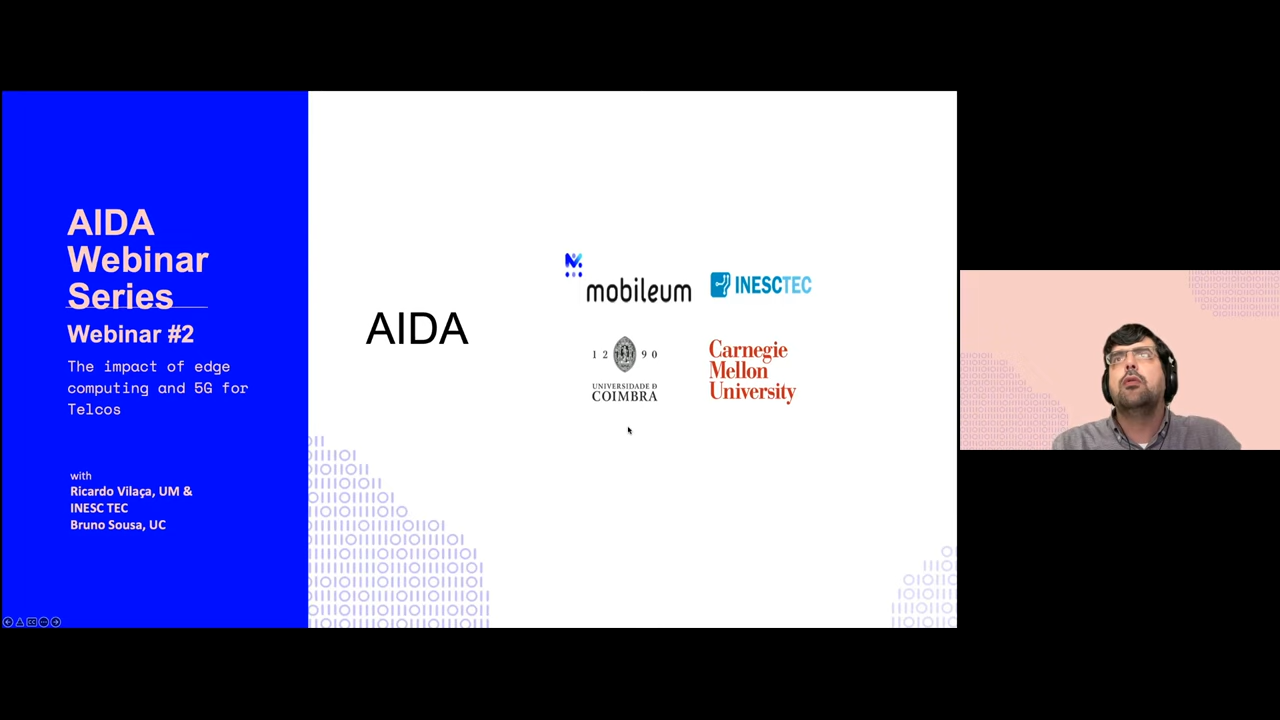 AIDA
Webinar
Series
Webinar #2
The impact of edge
computing and 5G for
Telcos
with
Ricardo Vilaça, UM &
INESC TEC
Bruno Sousa, UC
AIDA
mobileum
INESCTEC
1 2 9 0
UNIVERSIDADE D
COIMBRA
Carnegie
Mellon
University